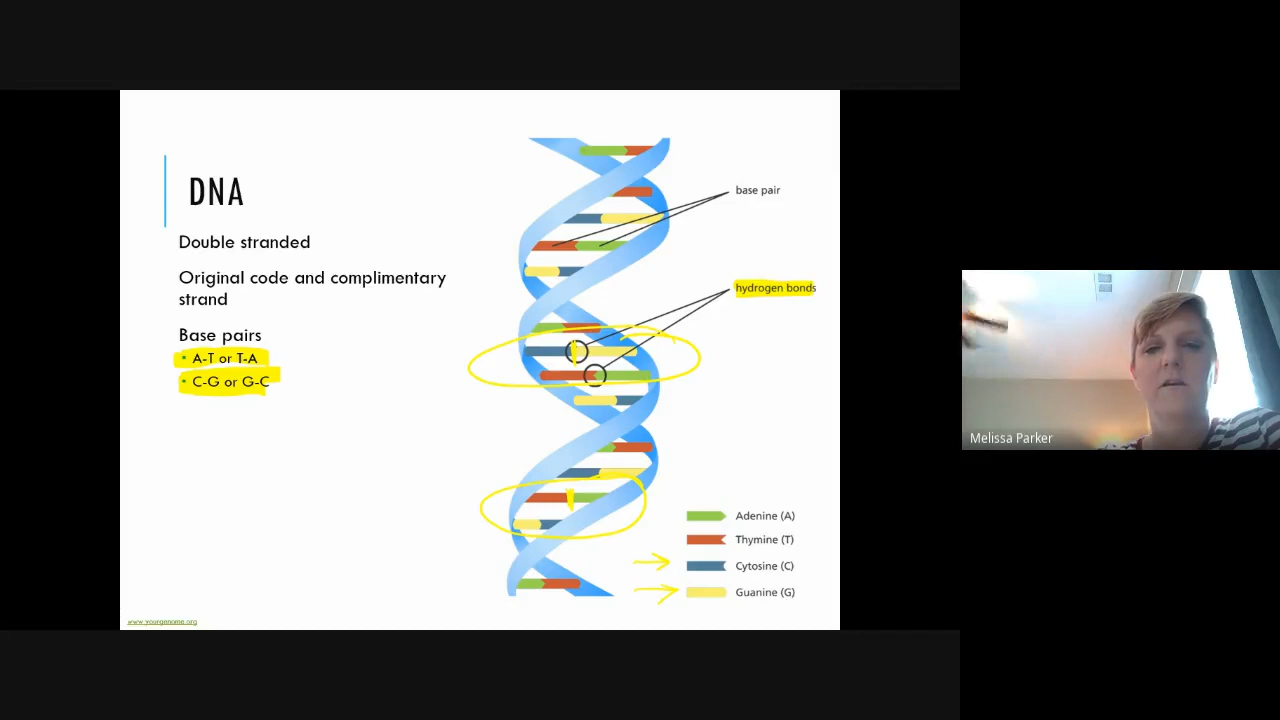 DNA
Double stranded
Original code and complimentary
strand
Base pairs
• A-T or T-A
• C-G or G-C
base pair
hydrogen bonds
Adenine (A)
Thymine (T)
Cytosine (C)
Guanine (G)
www.yourgenome.org
Melissa Parker